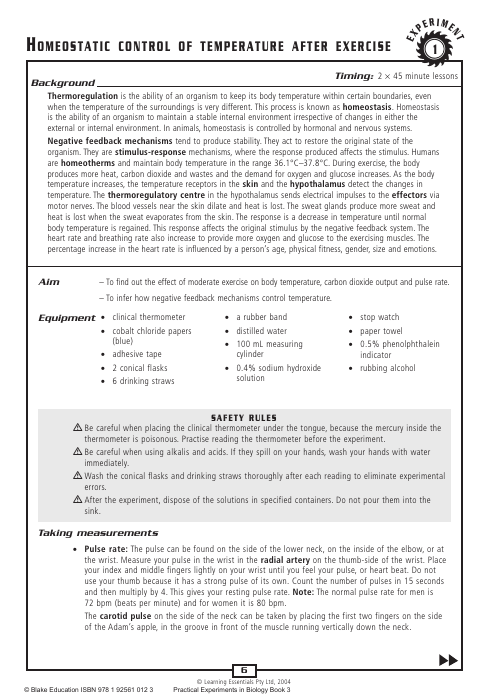 EXPERIMENT
1
HOMEOSTATIC CONTROL OF TEMPERATURE AFTER EXERCISE
Timing: 2 × 45 minute lessons
Background
Thermoregulation is the ability of an organism to keep its body temperature within certain boundaries, even
when the temperature of the surroundings is very different. This process is known as homeostasis. Homeostasis
is the ability of an organism to maintain a stable internal environment irrespective of changes in either the
external or internal environment. In animals, homeostasis is controlled by hormonal and nervous systems.
Negative feedback mechanisms tend to produce stability. They act to restore the original state of the
organism. They are stimulus-response mechanisms, where the response produced affects the stimulus. Humans
are homeotherms and maintain body temperature in the range 36.1°C–37.8°C. During exercise, the body
produces more heat, carbon dioxide and wastes and the demand for oxygen and glucose increases. As the body
temperature increases, the temperature receptors in the skin and the hypothalamus detect the changes in
temperature. The thermoregulatory centre in the hypothalamus sends electrical impulses to the effectors via
motor nerves. The blood vessels near the skin dilate and heat is lost. The sweat glands produce more sweat and
heat is lost when the sweat evaporates from the skin. The response is a decrease in temperature until normal
body temperature is regained. This response affects the original stimulus by the negative feedback system. The
heart rate and breathing rate also increase to provide more oxygen and glucose to the exercising muscles. The
percentage increase in the heart rate is influenced by a person's age, physical fitness, gender, size and emotions.
Aim
– To find out the effect of moderate exercise on body temperature, carbon dioxide output and pulse rate.
– To infer how negative feedback mechanisms control temperature.
Equipment
• clinical thermometer
• cobalt chloride papers
(blue)
• adhesive tape
• 2 conical flasks
• 6 drinking straws
• a rubber band
• distilled water
• 100 mL measuring
cylinder
• 0.4% sodium hydroxide
solution
• stop watch
• paper towel
• 0.5% phenolphthalein
indicator
• rubbing alcohol
SAFETY RULES
⚠ Be careful when placing the clinical thermometer under the tongue, because the mercury inside the
thermometer is poisonous. Practise reading the thermometer before the experiment.
⚠ Be careful when using alkalis and acids. If they spill on your hands, wash your hands with water
immediately.
⚠ Wash the conical flasks and drinking straws thoroughly after each reading to eliminate experimental
errors.
⚠ After the experiment, dispose of the solutions in specified containers. Do not pour them into the
sink.
Taking measurements
• Pulse rate: The pulse can be found on the side of the lower neck, on the inside of the elbow, or at
the wrist. Measure your pulse in the wrist in the radial artery on the thumb-side of the wrist. Place
your index and middle fingers lightly on your wrist until you feel your pulse, or heart beat. Do not
use your thumb because it has a strong pulse of its own. Count the number of pulses in 15 seconds
and then multiply by 4. This gives your resting pulse rate. Note: The normal pulse rate for men is
72 bpm (beats per minute) and for women it is 80 bpm.
The carotid pulse on the side of the neck can be taken by placing the first two fingers on the side
of the Adam's apple, in the groove in front of the muscle running vertically down the neck.
6
© Learning Essentials Pty Ltd, 2004
© Blake Education ISBN 978 1 92561 012 3 Practical Experiments in Biology Book 3